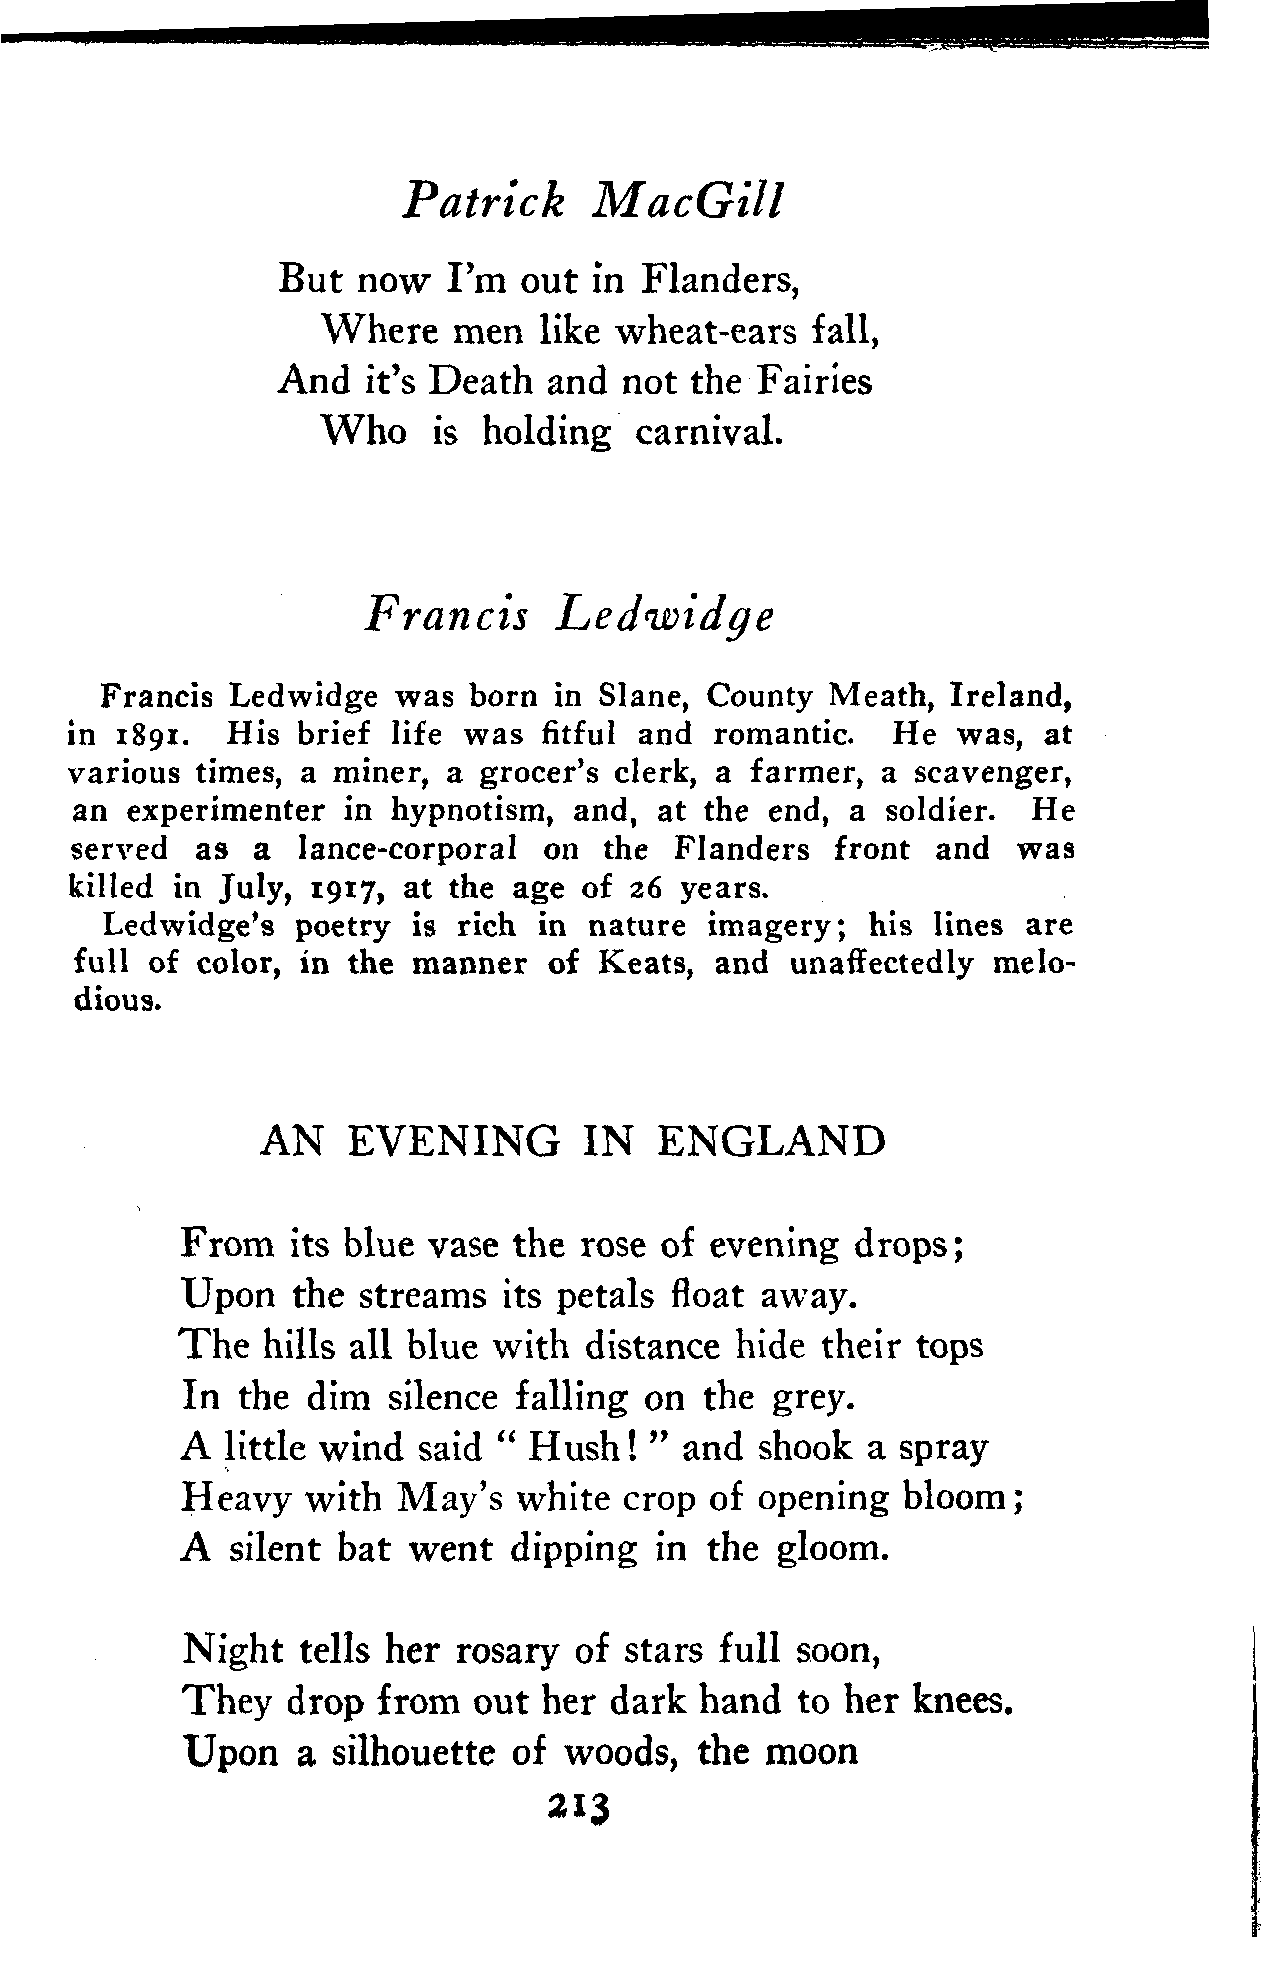 Patrick MacGill
But now I'm out in Flanders,
Where men like wheat-ears fall,
And it's Death and not the Fairies
Who is holding carnival.
Francis Ledwidge
Francis Ledwidge was born in Slane, County Meath, Ireland,
in 1891. His brief life was fitful and romantic. He was, at
various times, a miner, a grocer's clerk, a farmer, a scavenger,
an experimenter in hypnotism, and, at the end, a soldier. He
served as a lance-corporal on the Flanders front and was
killed in July, 1917, at the age of 26 years.
Ledwidge's poetry is rich in nature imagery; his lines are
full of color, in the manner of Keats, and unaffectedly melo-
dious.
AN EVENING IN ENGLAND
From its blue vase the rose of evening drops;
Upon the streams its petals float away.
The hills all blue with distance hide their tops
In the dim silence falling on the grey.
A little wind said " Hush! " and shook a spray
Heavy with May's white crop of opening bloom;
A silent bat went dipping in the gloom.
Night tells her rosary of stars full soon,
They drop from out her dark hand to her knees.
Upon a silhouette of woods, the moon
213